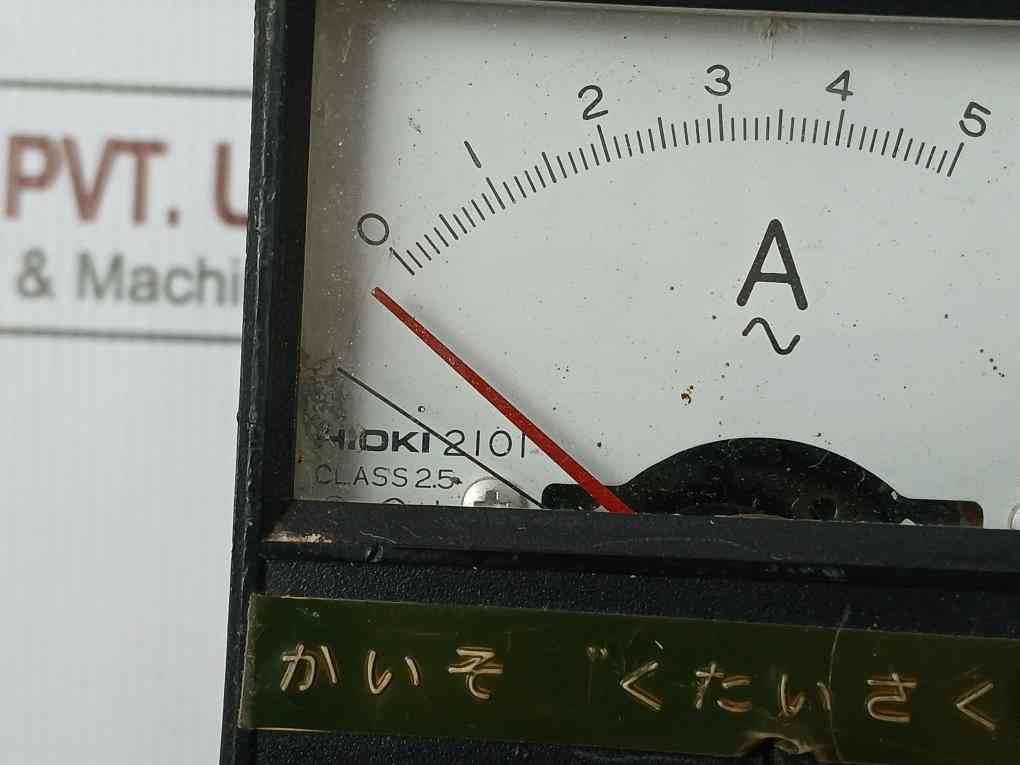 PVT.
& Machi
0 1 2 3 4 5
A
HIOKI 2101
CLASS 2.5
かいそ゛くたいさく